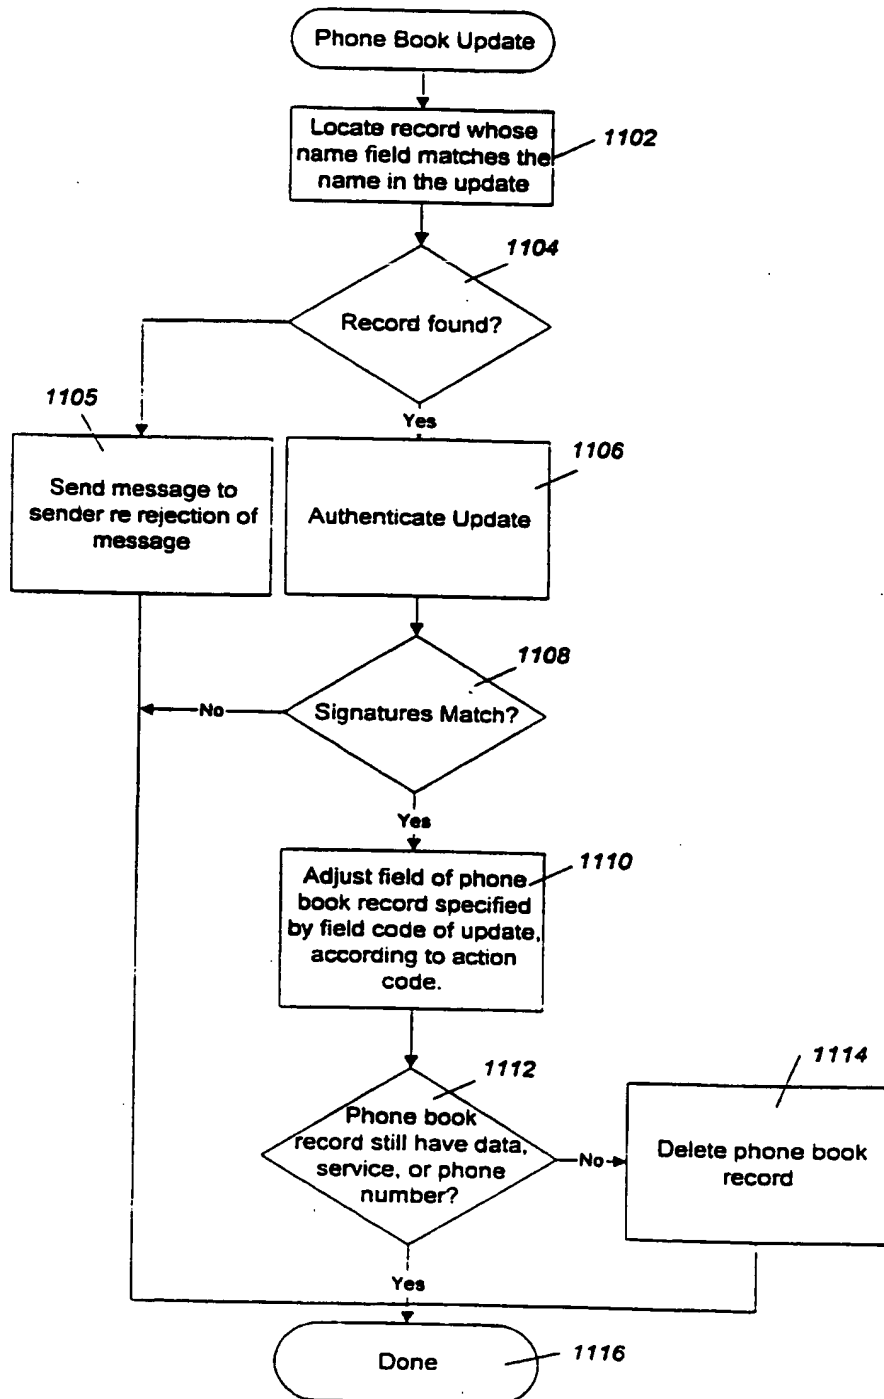 Phone Book Update
Locate record whose
name field matches the
name in the update
1102
1104
Record found?
1105
Yes
1106
Send message to
sender re rejection of
message
Authenticate Update
1108
No
Signatures Match?
Yes
1110
Adjust field of phone
book record specified
by field code of update,
according to action
code.
1112
1114
Phone book
record still have data,
service, or phone
number?
No
Delete phone book
record
Yes
Done
1116